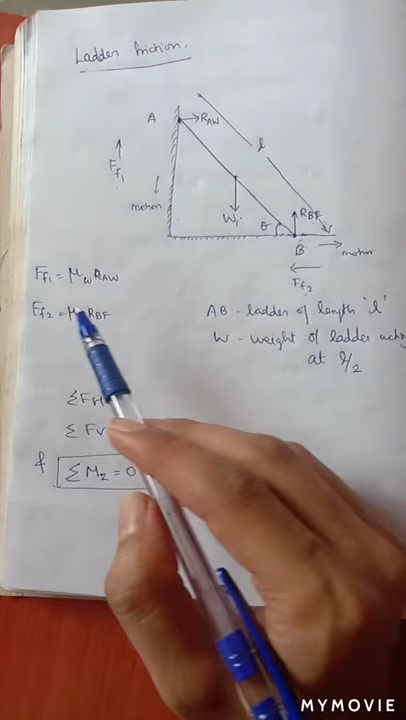 Ladder friction.
A
RAW
l
Ff1
motion
W
θ
RBF
B
motion
Ff2
Ff1 = μw RAW
Ff2 = μ RBF
AB - ladder of length 'l'
W - weight of ladder
at l/2
ΣFH
ΣFV
& ΣMZ = 0
MYMOVIE